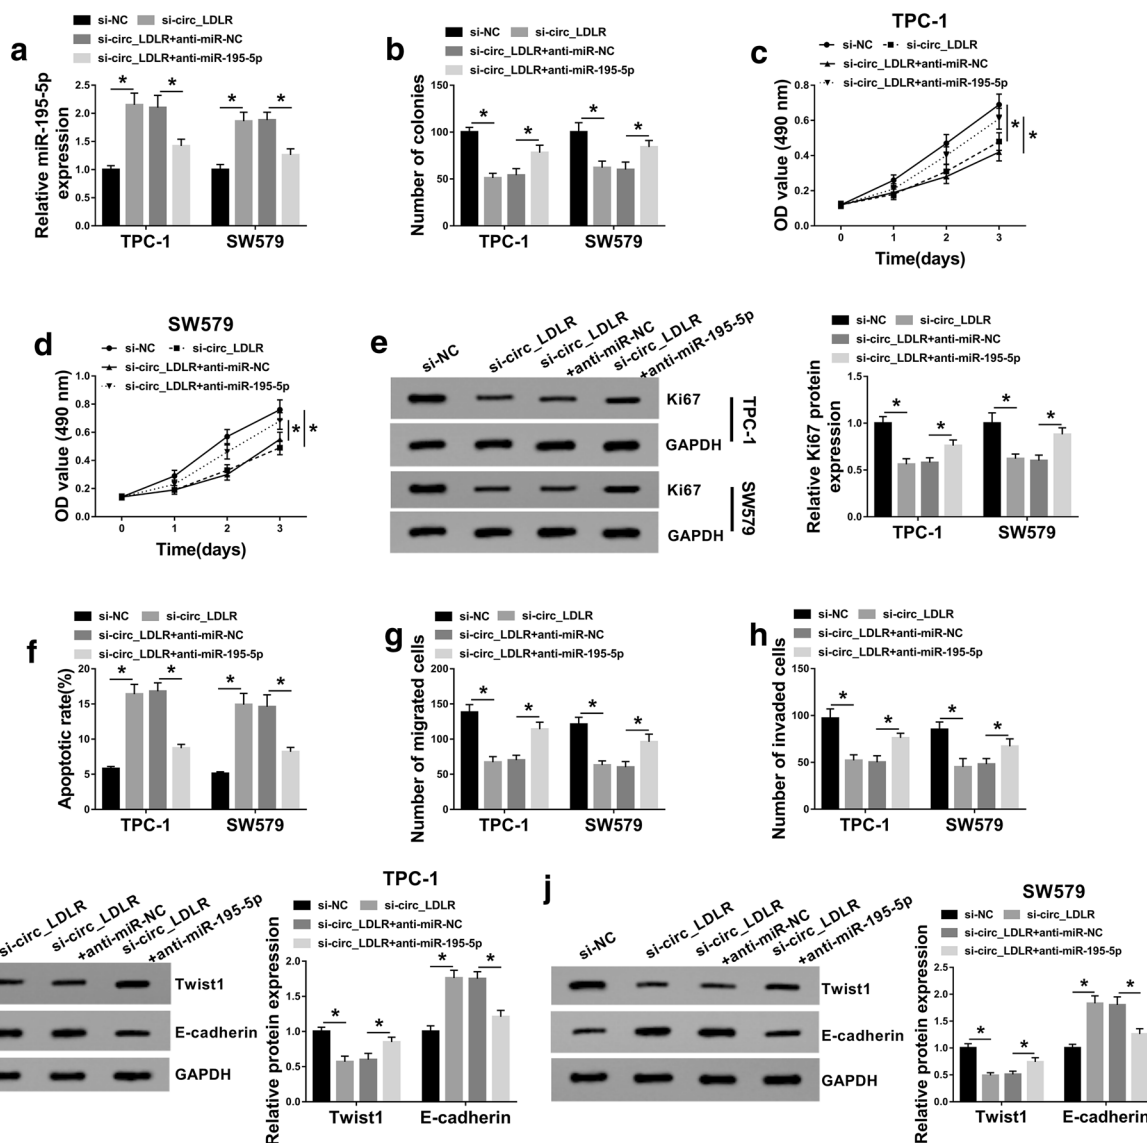 a
si-NC si-circ_LDLR
si-circ_LDLR+anti-miR-NC
si-circ_LDLR+anti-miR-195-5p
Relative miR-195-5p
expression
2.5
2.0
1.5
1.0
0.5
0.0
* * * *
TPC-1 SW579
b
si-NC si-circ_LDLR
si-circ_LDLR+anti-miR-NC
si-circ_LDLR+anti-miR-195-5p
Number of colonies
150
100
50
0
* * * *
TPC-1 SW579
c
TPC-1
si-NC si-circ_LDLR
si-circ_LDLR+anti-miR-NC
si-circ_LDLR+anti-miR-195-5p
OD value (490 nm)
0.8
0.6
0.4
0.2
0.0
* *
0 1 2 3
Time(days)
d
SW579
si-NC si-circ_LDLR
si-circ_LDLR+anti-miR-NC
si-circ_LDLR+anti-miR-195-5p
OD value (490 nm)
1.0
0.8
0.6
0.4
0.2
0.0
* *
0 1 2 3
Time(days)
e
si-NC
si-circ_LDLR
si-circ_LDLR
+anti-miR-NC
si-circ_LDLR
+anti-miR-195-5p
Ki67
GAPDH
TPC-1
Ki67
GAPDH
SW579
si-NC si-circ_LDLR
si-circ_LDLR+anti-miR-NC
si-circ_LDLR+anti-miR-195-5p
Relative Ki67 protein
expression
1.5
1.0
0.5
0.0
* * * *
TPC-1 SW579
f
si-NC si-circ_LDLR
si-circ_LDLR+anti-miR-NC
si-circ_LDLR+anti-miR-195-5p
Apoptotic rate(%)
20
15
10
5
0
* * * *
TPC-1 SW579
g
si-NC si-circ_LDLR
si-circ_LDLR+anti-miR-NC
si-circ_LDLR+anti-miR-195-5p
Number of migrated cells
200
150
100
50
0
* * * *
TPC-1 SW579
h
si-NC si-circ_LDLR
si-circ_LDLR+anti-miR-NC
si-circ_LDLR+anti-miR-195-5p
Number of invaded cells
150
100
50
0
* * * *
TPC-1 SW579
si-circ_LDLR
si-circ_LDLR
+anti-miR-NC
si-circ_LDLR
+anti-miR-195-5p
Twist1
E-cadherin
GAPDH
TPC-1
si-NC si-circ_LDLR
si-circ_LDLR+anti-miR-NC
si-circ_LDLR+anti-miR-195-5p
Relative protein expression
2.0
1.5
1.0
0.5
0.0
* * * *
Twist1 E-cadherin
j
si-NC
si-circ_LDLR
si-circ_LDLR
+anti-miR-NC
si-circ_LDLR
+anti-miR-195-5p
Twist1
E-cadherin
GAPDH
SW579
si-NC si-circ_LDLR
si-circ_LDLR+anti-miR-NC
si-circ_LDLR+anti-miR-195-5p
Relative protein expression
2.5
2.0
1.5
1.0
0.5
0.0
* * * *
Twist1 E-cadherin